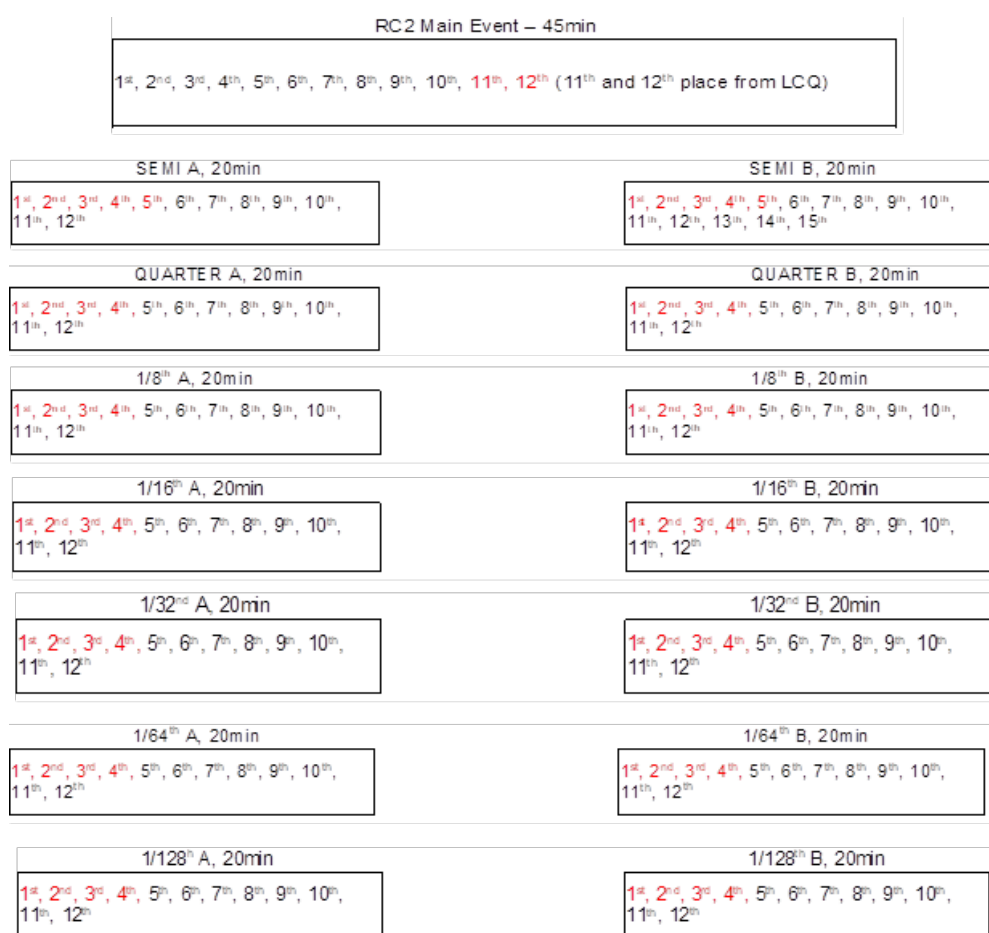 RC2 Main Event – 45min
1st, 2nd, 3rd, 4th, 5th, 6th, 7th, 8th, 9th, 10th, 11th, 12th (11th and 12th place from LCQ)
SEMI A, 20min
1st, 2nd, 3rd, 4th, 5th, 6th, 7th, 8th, 9th, 10th,
11th, 12th
SEMI B, 20min
1st, 2nd, 3rd, 4th, 5th, 6th, 7th, 8th, 9th, 10th,
11th, 12th, 13th, 14th, 15th
QUARTER A, 20min
1st, 2nd, 3rd, 4th, 5th, 6th, 7th, 8th, 9th, 10th,
11th, 12th
QUARTER B, 20min
1st, 2nd, 3rd, 4th, 5th, 6th, 7th, 8th, 9th, 10th,
11th, 12th
1/8th A, 20min
1st, 2nd, 3rd, 4th, 5th, 6th, 7th, 8th, 9th, 10th,
11th, 12th
1/8th B, 20min
1st, 2nd, 3rd, 4th, 5th, 6th, 7th, 8th, 9th, 10th,
11th, 12th
1/16th A, 20min
1st, 2nd, 3rd, 4th, 5th, 6th, 7th, 8th, 9th, 10th,
11th, 12th
1/16th B, 20min
1st, 2nd, 3rd, 4th, 5th, 6th, 7th, 8th, 9th, 10th,
11th, 12th
1/32nd A, 20min
1st, 2nd, 3rd, 4th, 5th, 6th, 7th, 8th, 9th, 10th,
11th, 12th
1/32nd B, 20min
1st, 2nd, 3rd, 4th, 5th, 6th, 7th, 8th, 9th, 10th,
11th, 12th
1/64th A, 20min
1st, 2nd, 3rd, 4th, 5th, 6th, 7th, 8th, 9th, 10th,
11th, 12th
1/64th B, 20min
1st, 2nd, 3rd, 4th, 5th, 6th, 7th, 8th, 9th, 10th,
11th, 12th
1/128h A, 20min
1st, 2nd, 3rd, 4th, 5th, 6th, 7th, 8th, 9th, 10th,
11th, 12th
1/128th B, 20min
1st, 2nd, 3rd, 4th, 5th, 6th, 7th, 8th, 9th, 10th,
11th, 12th